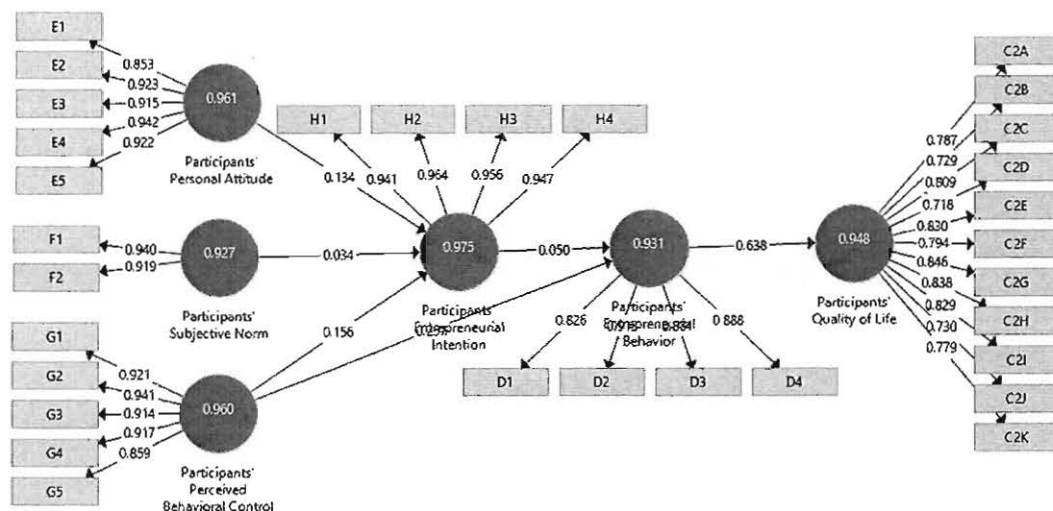 E1
E2
E3
E4
E5
0.853
0.923
0.915
0.942
0.922
0.961
Participants'
Personal Attitude
H1
H2
H3
H4
0.134
0.941
0.964
0.956
0.947
F1
F2
0.940
0.919
0.927
Participants'
Subjective Norm
0.034
0.975
Participants'
Entrepreneurial
Intention
0.050
0.931
Participants'
Entrepreneurial
Behavior
0.638
0.948
Participants'
Quality of Life
0.156
G1
G2
G3
G4
G5
0.921
0.941
0.914
0.917
0.859
0.960
Participants'
Perceived
Behavioral Control
0.826
0.888
D1
D2
D3
D4
0.787
0.729
0.809
0.718
0.830
0.794
0.846
0.838
0.829
0.730
0.779
C2A
C2B
C2C
C2D
C2E
C2F
C2G
C2H
C2I
C2J
C2K